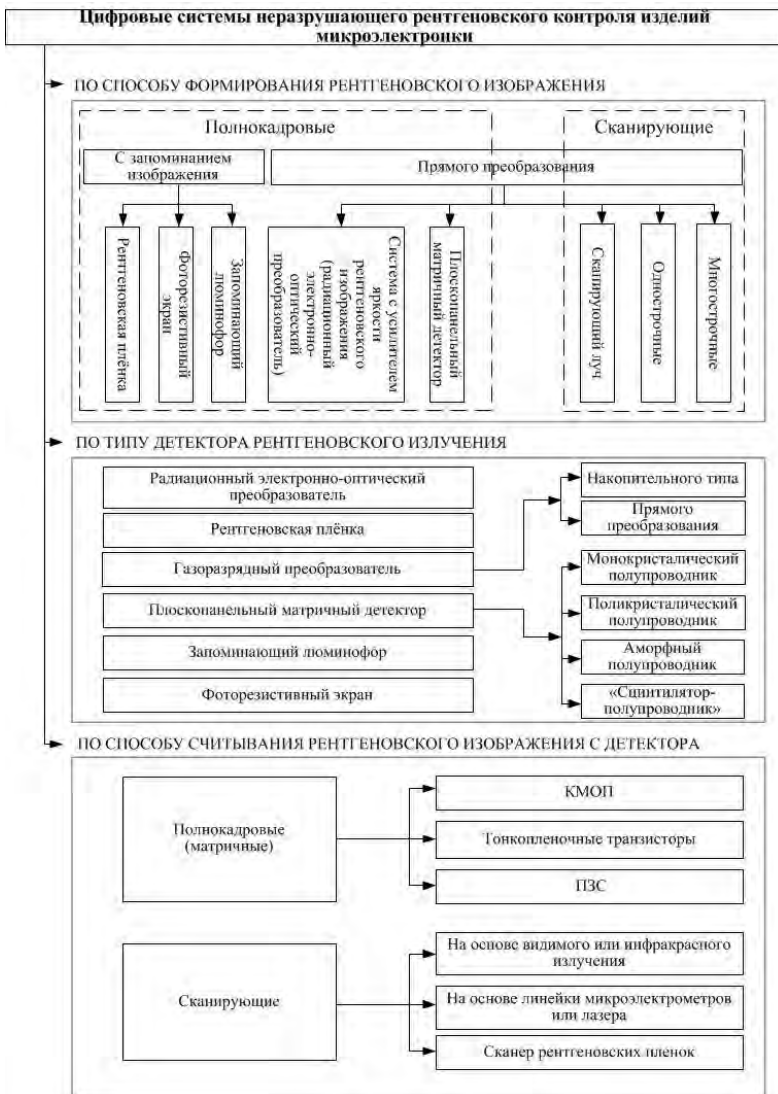 Цифровые системы неразрушающего рентгеновского контроля изделий
микроэлектроники
ПО СПОСОБУ ФОРМИРОВАНИЯ РЕНТГЕНОВСКОГО ИЗОБРАЖЕНИЯ
Полнокадровые
Сканирующие
С запоминанием
изображения
Прямого преобразования
Рентгеновская плёнка
Фоторезистивный
экран
Запоминающий
люминофор
Система с усилителем
яркости
рентгеновского
изображения
(радиационный
электронно-
оптический
преобразователь)
Плоскопанельный
матричный детектор
Сканирующий луч
Однострочные
Многострочные
ПО ТИПУ ДЕТЕКТОРА РЕНТГЕНОВСКОГО ИЗЛУЧЕНИЯ
Радиационный электронно-оптический
преобразователь
Рентгеновская плёнка
Газоразрядный преобразователь
Плоскопанельный матричный детектор
Запоминающий люминофор
Фоторезистивный экран
Накопительного типа
Прямого
преобразования
Монокристалический
полупроводник
Поликристалический
полупроводник
Аморфный
полупроводник
«Сцинтилятор-
полупроводник»
ПО СПОСОБУ СЧИТЫВАНИЯ РЕНТГЕНОВСКОГО ИЗОБРАЖЕНИЯ С ДЕТЕКТОРА
Полнокадровые
(матричные)
КМОП
Тонкопленочные транзисторы
ПЗС
Сканирующие
На основе видимого или инфракрасного
излучения
На основе линейки микроэлектрометров
или лазера
Сканер рентгеновских пленок